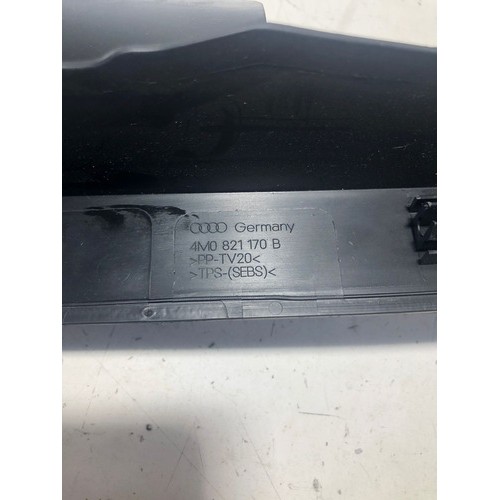 Germany
4M0 821 170 B
>PP-TV20<
>TPS-(SEBS)<